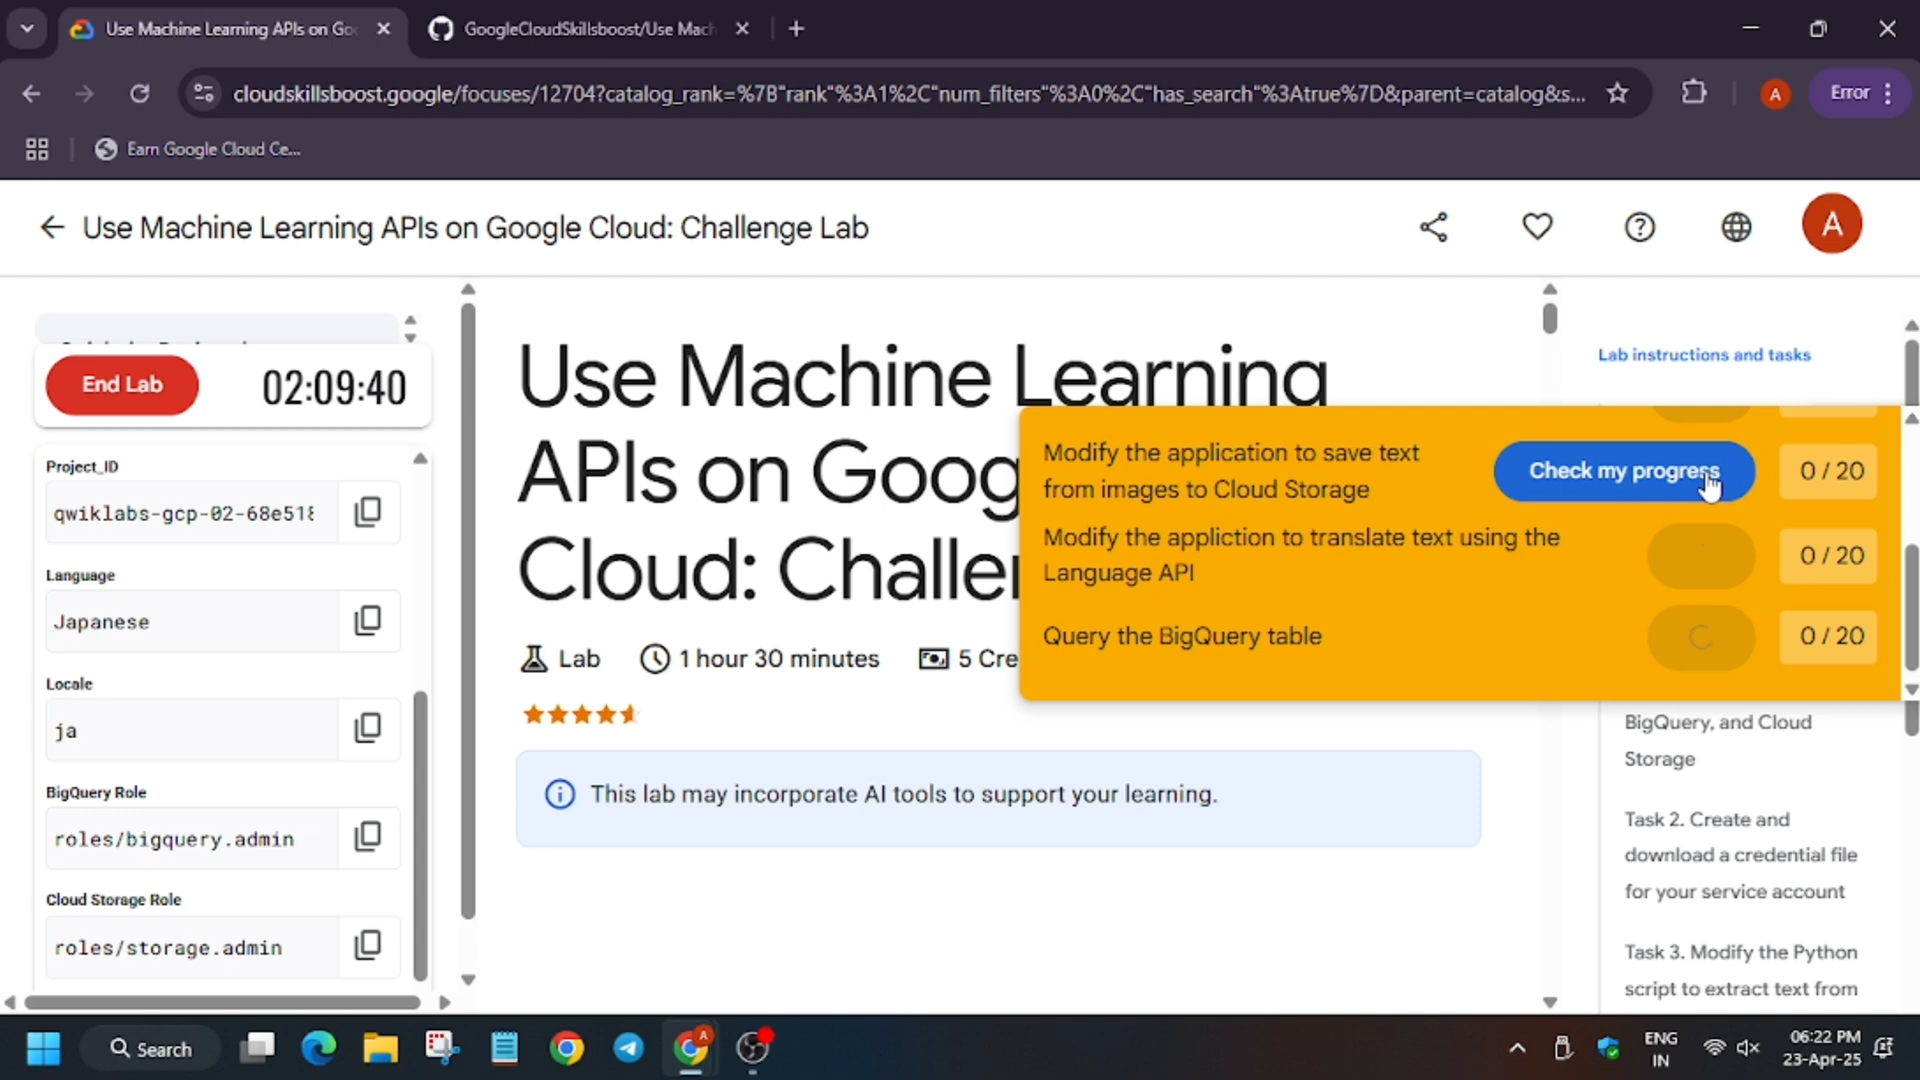 Use Machine Learning APIs on Go
GoogleCloudSkillsboost/Use Mach
cloudskillsboost.google/focuses/12704?catalog_rank=%7B"rank"%3A1%2C"num_filters"%3A0%2C"has_search"%3Atrue%7D&parent=catalog&s...
A
Error
Earn Google Cloud Ce...
Use Machine Learning APIs on Google Cloud: Challenge Lab
A
End Lab
02:09:40
Project_ID
qwiklabs-gcp-02-68e518
Language
Japanese
Locale
ja
BigQuery Role
roles/bigquery.admin
Cloud Storage Role
roles/storage.admin
Use Machine Learning
APIs on Goog
Cloud: Challen
Lab
1 hour 30 minutes
5 Cre
This lab may incorporate AI tools to support your learning.
Modify the application to save text
from images to Cloud Storage
Check my progress
0 / 20
Modify the appliction to translate text using the
Language API
0 / 20
Query the BigQuery table
0 / 20
Lab instructions and tasks
BigQuery, and Cloud
Storage
Task 2. Create and
download a credential file
for your service account
Task 3. Modify the Python
script to extract text from
Search
A
ENG
IN
06:22 PM
23-Apr-25